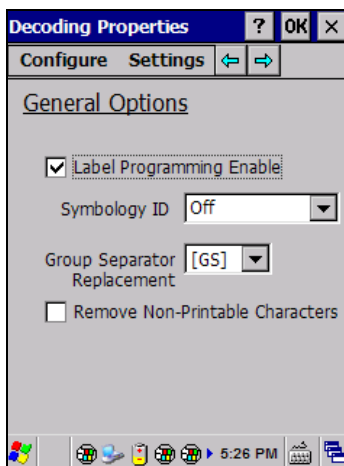 Decoding Properties ? OK ×
Configure Settings
General Options
Label Programming Enable
Symbology ID Off
Group Separator [GS]
Replacement
Remove Non-Printable Characters
5:26 PM